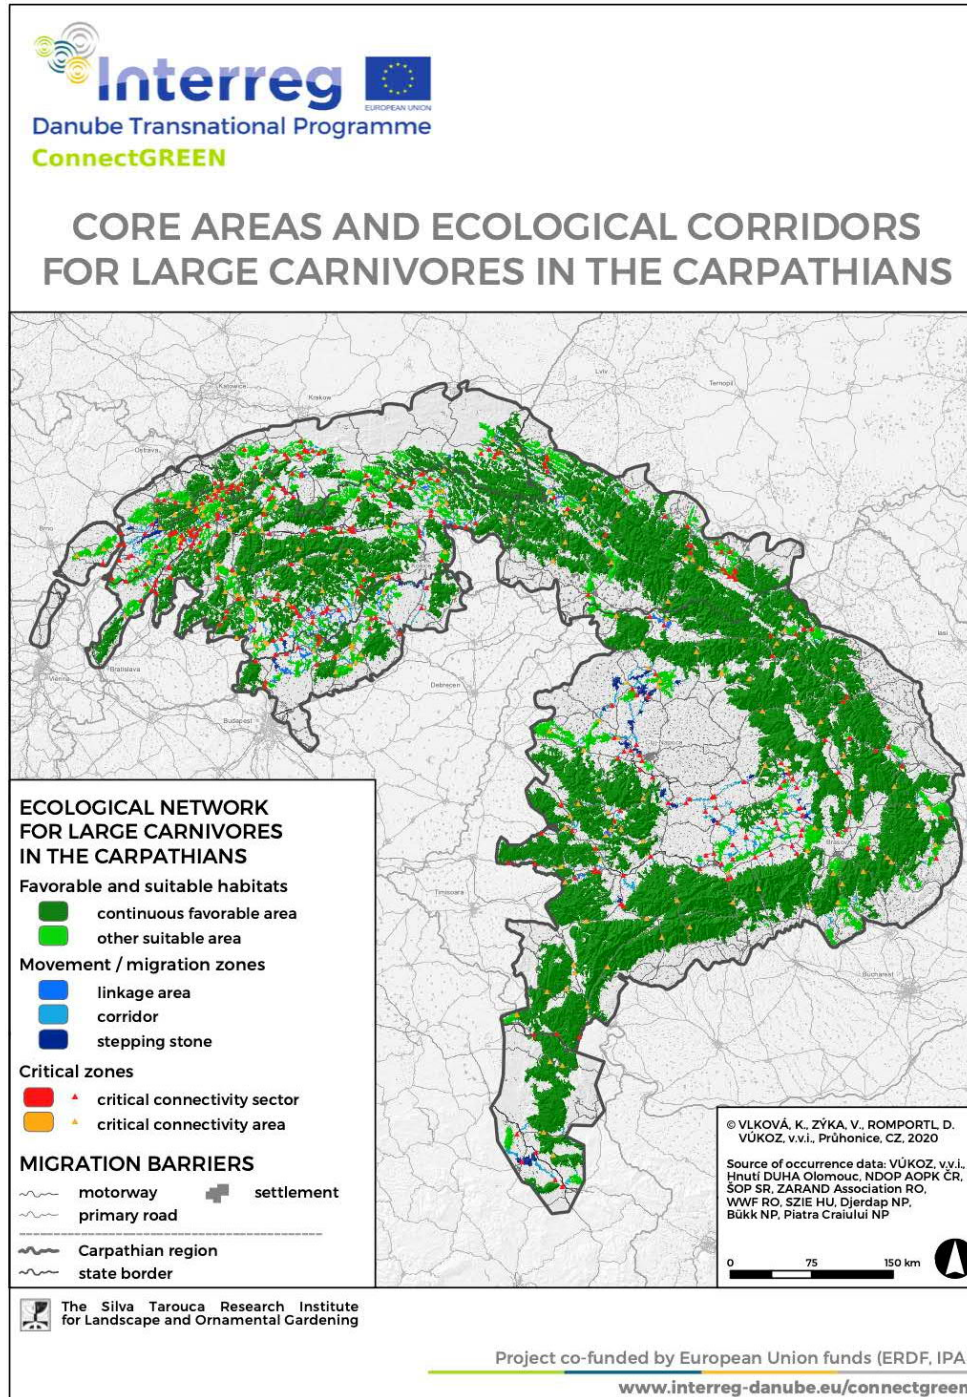 Interreg
EUROPEAN UNION
Danube Transnational Programme
ConnectGREEN
CORE AREAS AND ECOLOGICAL CORRIDORS
FOR LARGE CARNIVORES IN THE CARPATHIANS
Lviv
Ternopil
Katowice
Krakow
Ostrava
Brno
Iasi
Bratislava
Vienna
Debrecen
Budapest
Napoca
Brasov
Timisoara
Bucharest
ECOLOGICAL NETWORK
FOR LARGE CARNIVORES
IN THE CARPATHIANS
Favorable and suitable habitats
continuous favorable area
other suitable area
Movement / migration zones
linkage area
corridor
stepping stone
Critical zones
critical connectivity sector
critical connectivity area
MIGRATION BARRIERS
motorway settlement
primary road
Carpathian region
state border
© VLKOVÁ, K., ZÝKA, V., ROMPORTL, D.
VÚKOZ, v.v.i., Průhonice, CZ, 2020
Source of occurrence data: VÚKOZ, v.v.i.,
Hnutí DUHA Olomouc, NDOP AOPK ČR,
ŠOP SR, ZARAND Association RO,
WWF RO, SZIE HU, Djerdap NP,
Bükk NP, Piatra Craiului NP
0 75 150 km
The Silva Tarouca Research Institute
for Landscape and Ornamental Gardening
Project co-funded by European Union funds (ERDF, IPA
www.interreg-danube.eu/connectgreen